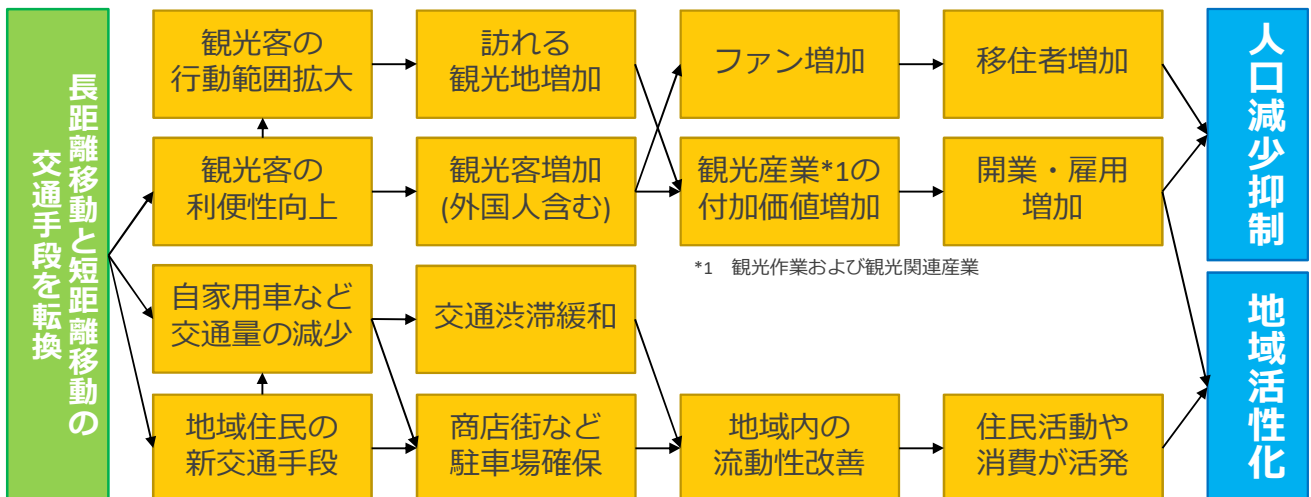 長距離移動と短距離移動の
交通手段を転換
観光客の
行動範囲拡大
訪れる
観光地増加
ファン増加
移住者増加
観光客の
利便性向上
観光客増加
(外国人含む)
観光産業*1の
付加価値増加
開業・雇用
増加
*1 観光作業および観光関連産業
自家用車など
交通量の減少
交通渋滞緩和
地域住民の
新交通手段
商店街など
駐車場確保
地域内の
流動性改善
住民活動や
消費が活発
人口減少抑制
地域活性化